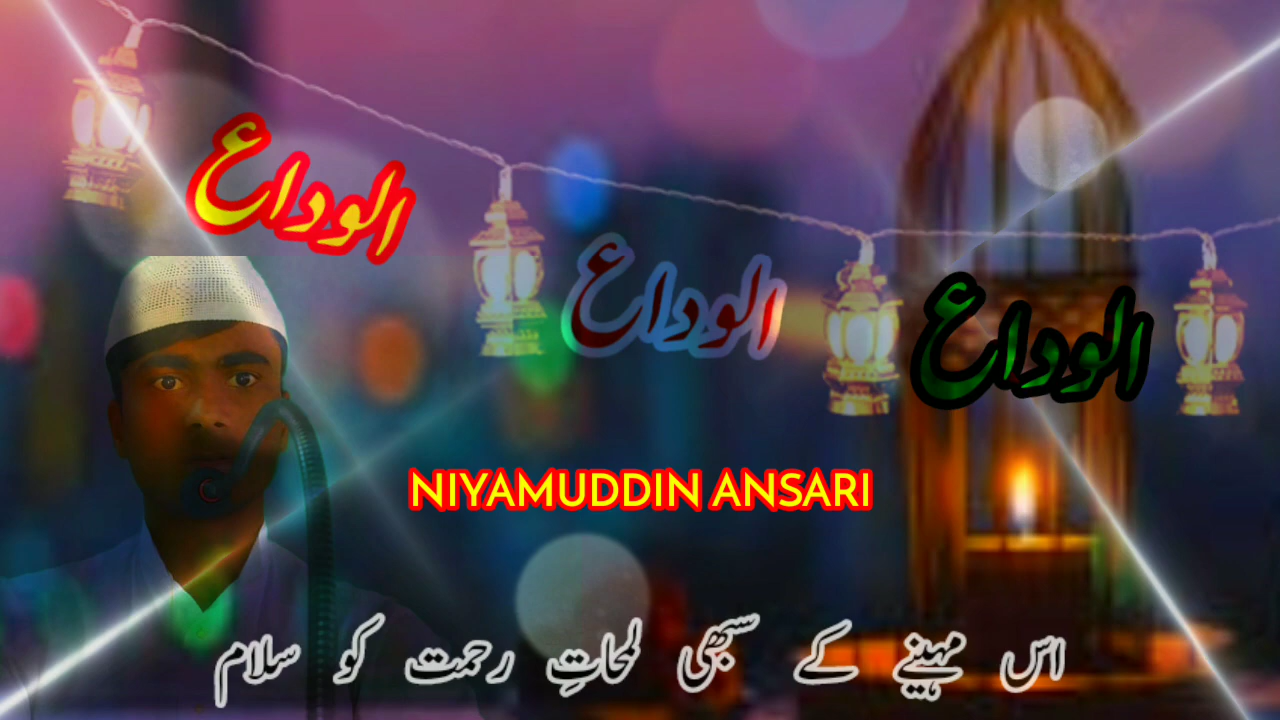 الوداع
الوداع
الوداع
NIYAMUDDIN ANSARI
اس مہینے کے سبھی لمحاتِ رحمت کو سلام